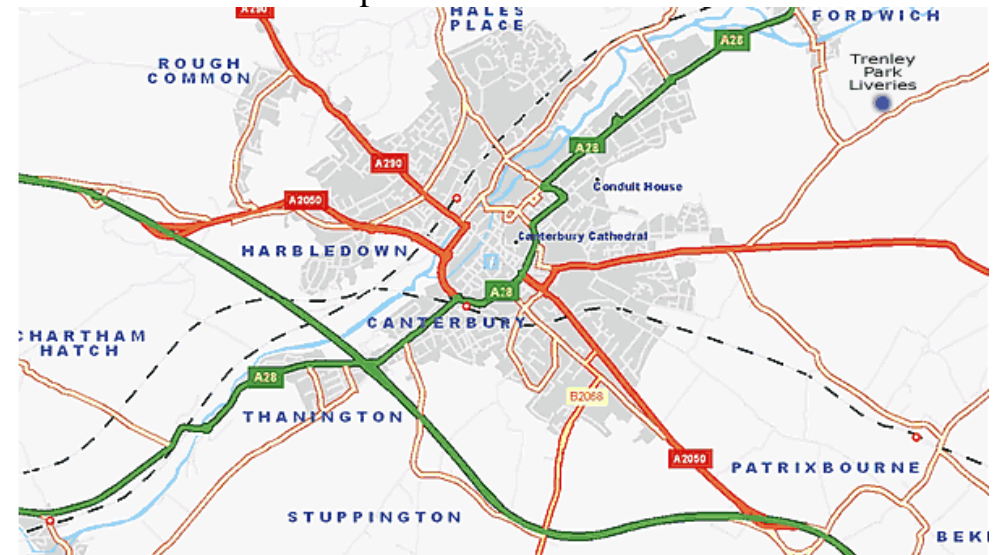 A290
HALES
PLACE
FORDWICH
A28
ROUGH
COMMON
Trenley
Park
Liveries
A28
A290
Conduit House
A2050
Canterbury Cathedral
HARBLEDOWN
A28
CANTERBURY
CHARTHAM
HATCH
A28
B2068
THANINGTON
A2050
PATRIXBOURNE
STUPPINGTON
BEK